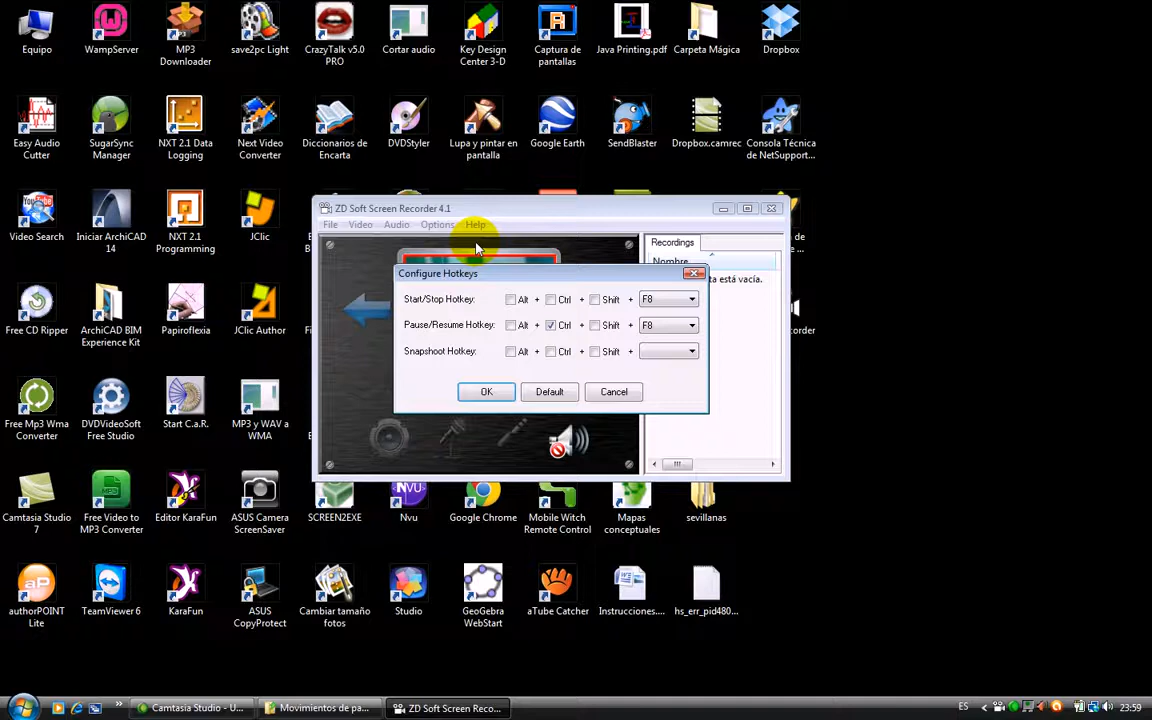 Equipo
WampServer
MP3
Downloader
save2pc Light
CrazyTalk v5.0
PRO
Cortar audio
Key Design
Center 3-D
Captura de
pantallas
Java Printing.pdf
Carpeta Mágica
Dropbox
Easy Audio
Cutter
SugarSync
Manager
NXT 2.1 Data
Logging
Next Video
Converter
Diccionarios de
Encarta
DVDStyler
Lupa y pintar en
pantalla
Google Earth
SendBlaster
Dropbox.camrec
Consola Técnica
de NetSupport...
Video Search
Iniciar ArchiCAD
14
NXT 2.1
Programming
JClic
ZD Soft Screen Recorder 4.1
File Video Audio Options Help
Recordings
Nombre
ta está vacía.
Configure Hotkeys
Start/Stop Hotkey: Alt + Ctrl + Shift + F8
Pause/Resume Hotkey: Alt + Ctrl + Shift + F8
Snapshoot Hotkey: Alt + Ctrl + Shift +
OK Default Cancel
Free CD Ripper
ArchiCAD BIM
Experience Kit
Papiroflexia
JClic Author
Free Mp3 Wma
Converter
DVDVideoSoft
Free Studio
Start C.a.R.
MP3 y WAV a
WMA
Camtasia Studio
7
Free Video to
MP3 Converter
Editor KaraFun
ASUS Camera
ScreenSaver
SCREEN2EXE
Nvu
Google Chrome
Mobile Witch
Remote Control
Mapas
conceptuales
sevillanas
authorPOINT
Lite
TeamViewer 6
KaraFun
ASUS
CopyProtect
Cambiar tamaño
fotos
Studio
GeoGebra
WebStart
aTube Catcher
Instrucciones....
hs_err_pid480...
Camtasia Studio - U...
Movimientos de pa...
ZD Soft Screen Reco...
ES
23:59